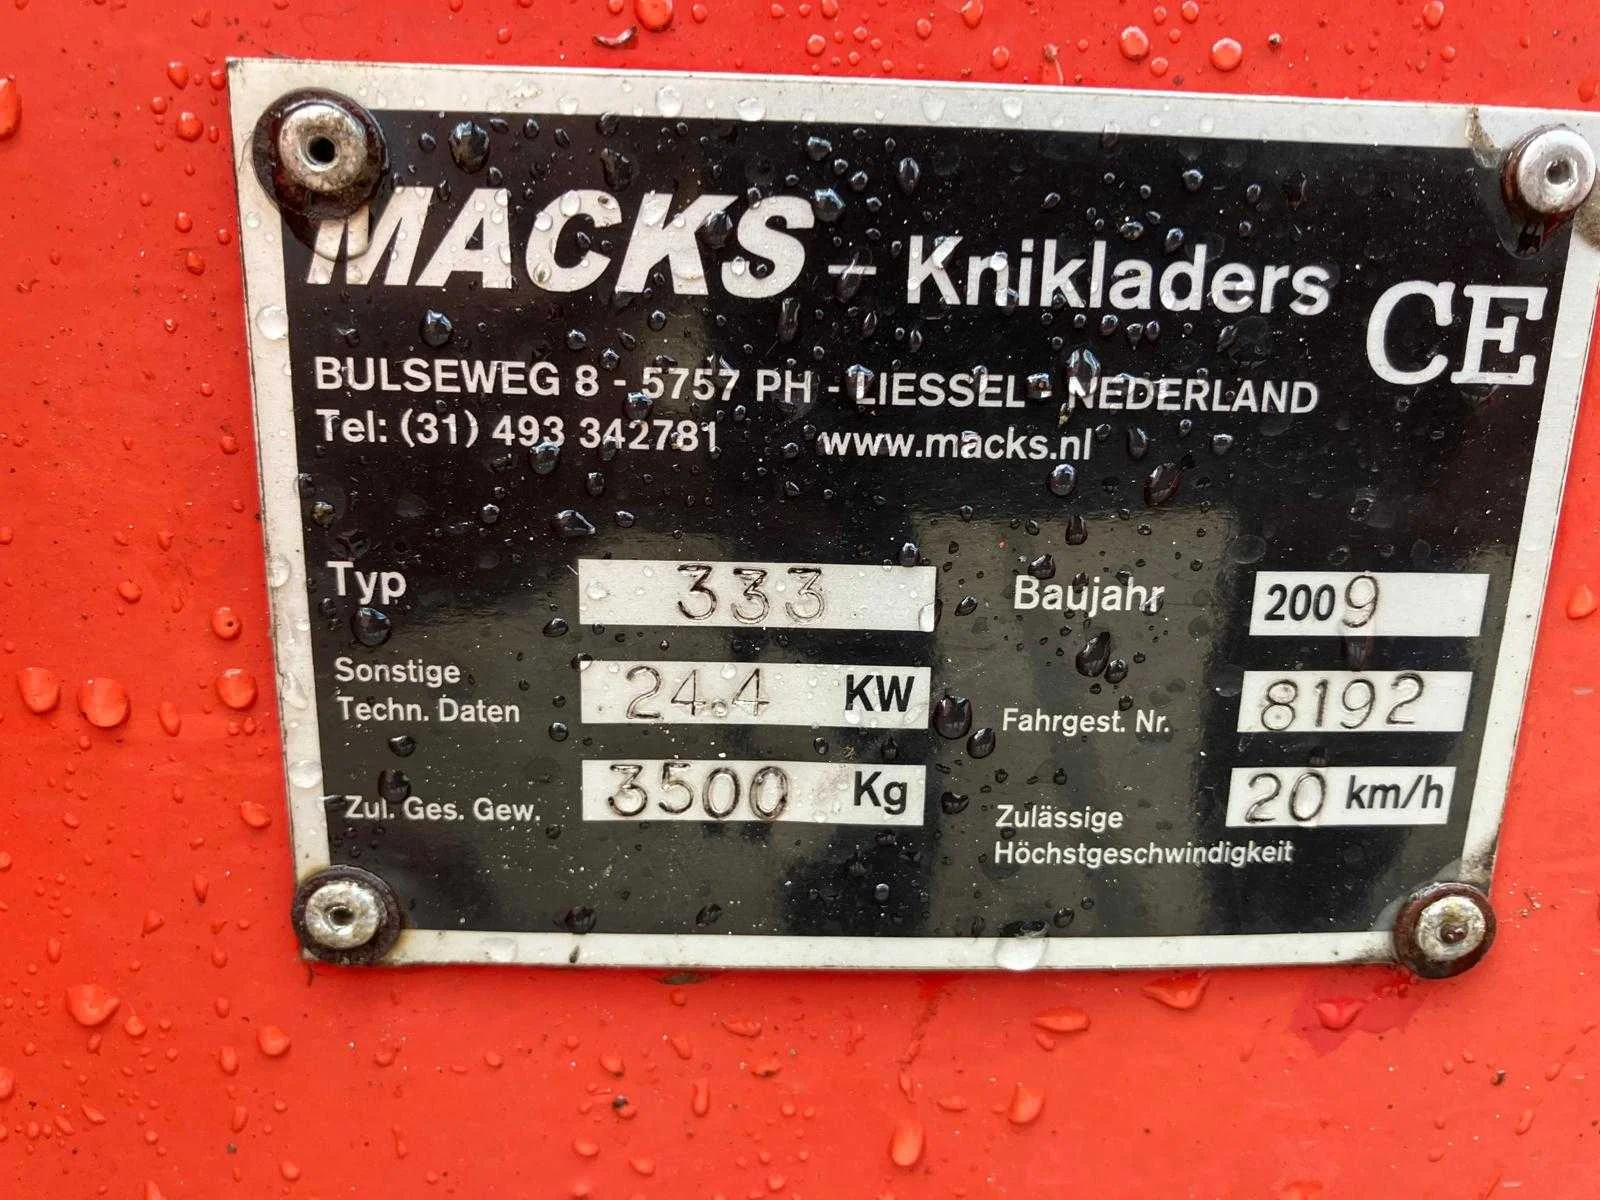 MACKS - Knikladers CE
BULSEWEG 8 - 5757 PH - LIESSEL - NEDERLAND
Tel: (31) 493 342781 www.macks.nl
Typ 333 Baujahr 2009
Sonstige
Techn. Daten 24.4 KW Fahrgest. Nr. 8192
Zul. Ges. Gew. 3500 Kg Zulässige 20 km/h
Höchstgeschwindigkeit